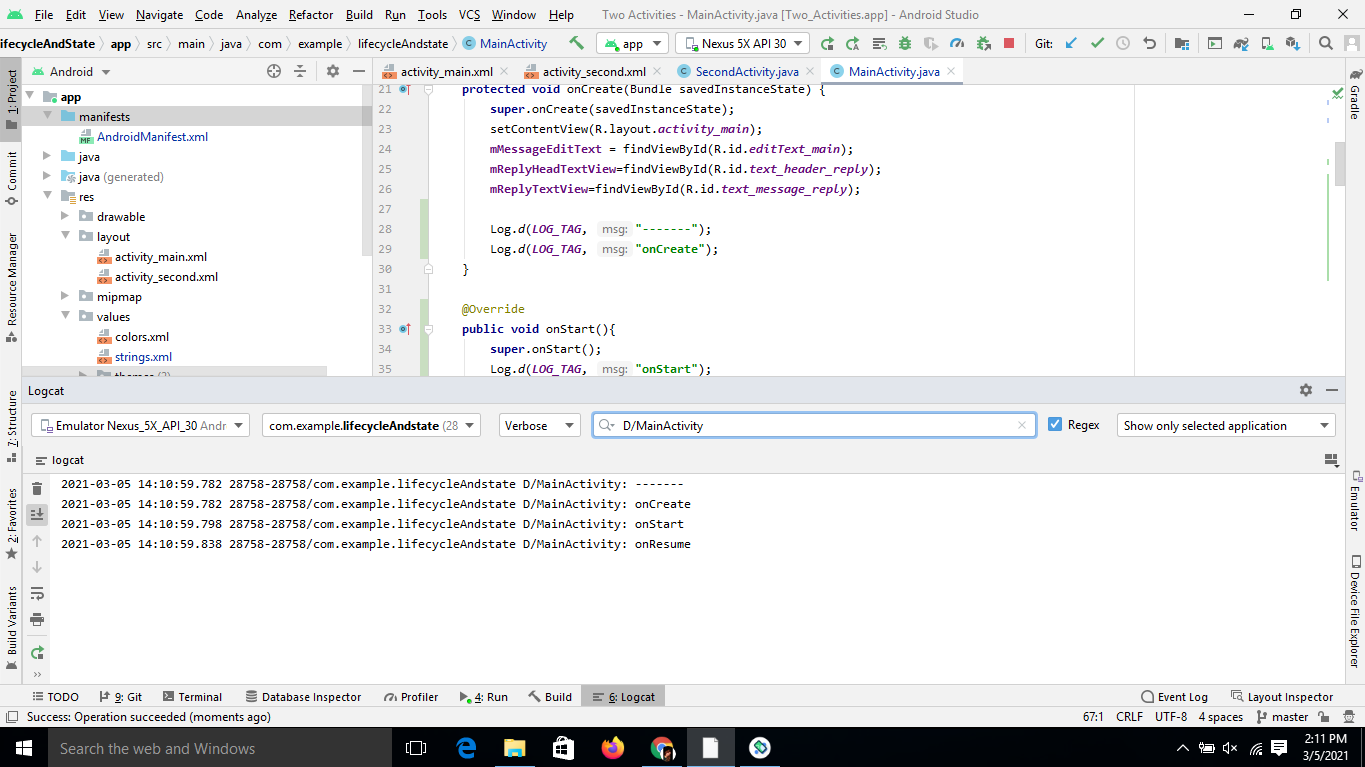 File Edit View Navigate Code Analyze Refactor Build Run Tools VCS Window Help Two Activities - MainActivity.java [Two_Activities.app] - Android Studio
ifecycleAndState app src main java com example lifecycleAndstate MainActivity app Nexus 5X API 30 Git:
Android
activity_main.xml activity_second.xml SecondActivity.java MainActivity.java
1: Project
Commit
Resource Manager
7: Structure
2: Favorites
Build Variants
app
manifests
AndroidManifest.xml
java
java (generated)
res
drawable
layout
activity_main.xml
activity_second.xml
mipmap
values
colors.xml
strings.xml
themes (2)
21 protected void onCreate(Bundle savedInstanceState) {
22 super.onCreate(savedInstanceState);
23 setContentView(R.layout.activity_main);
24 mMessageEditText = findViewById(R.id.editText_main);
25 mReplyHeadTextView=findViewById(R.id.text_header_reply);
26 mReplyTextView=findViewById(R.id.text_message_reply);
27
28 Log.d(LOG_TAG, msg: "-------");
29 Log.d(LOG_TAG, msg: "onCreate");
30 }
31
32 @Override
33 public void onStart(){
34 super.onStart();
35 Log.d(LOG_TAG, msg: "onStart");
Gradle
Emulator
Device File Explorer
Logcat
Emulator Nexus_5X_API_30 Andr com.example.lifecycleAndstate (28 Verbose D/MainActivity Regex Show only selected application
logcat
2021-03-05 14:10:59.782 28758-28758/com.example.lifecycleAndstate D/MainActivity: -------
2021-03-05 14:10:59.782 28758-28758/com.example.lifecycleAndstate D/MainActivity: onCreate
2021-03-05 14:10:59.798 28758-28758/com.example.lifecycleAndstate D/MainActivity: onStart
2021-03-05 14:10:59.838 28758-28758/com.example.lifecycleAndstate D/MainActivity: onResume
TODO 9: Git Terminal Database Inspector Profiler 4: Run Build 6: Logcat Event Log Layout Inspector
Success: Operation succeeded (moments ago) 67:1 CRLF UTF-8 4 spaces master
Search the web and Windows
2:11 PM
3/5/2021